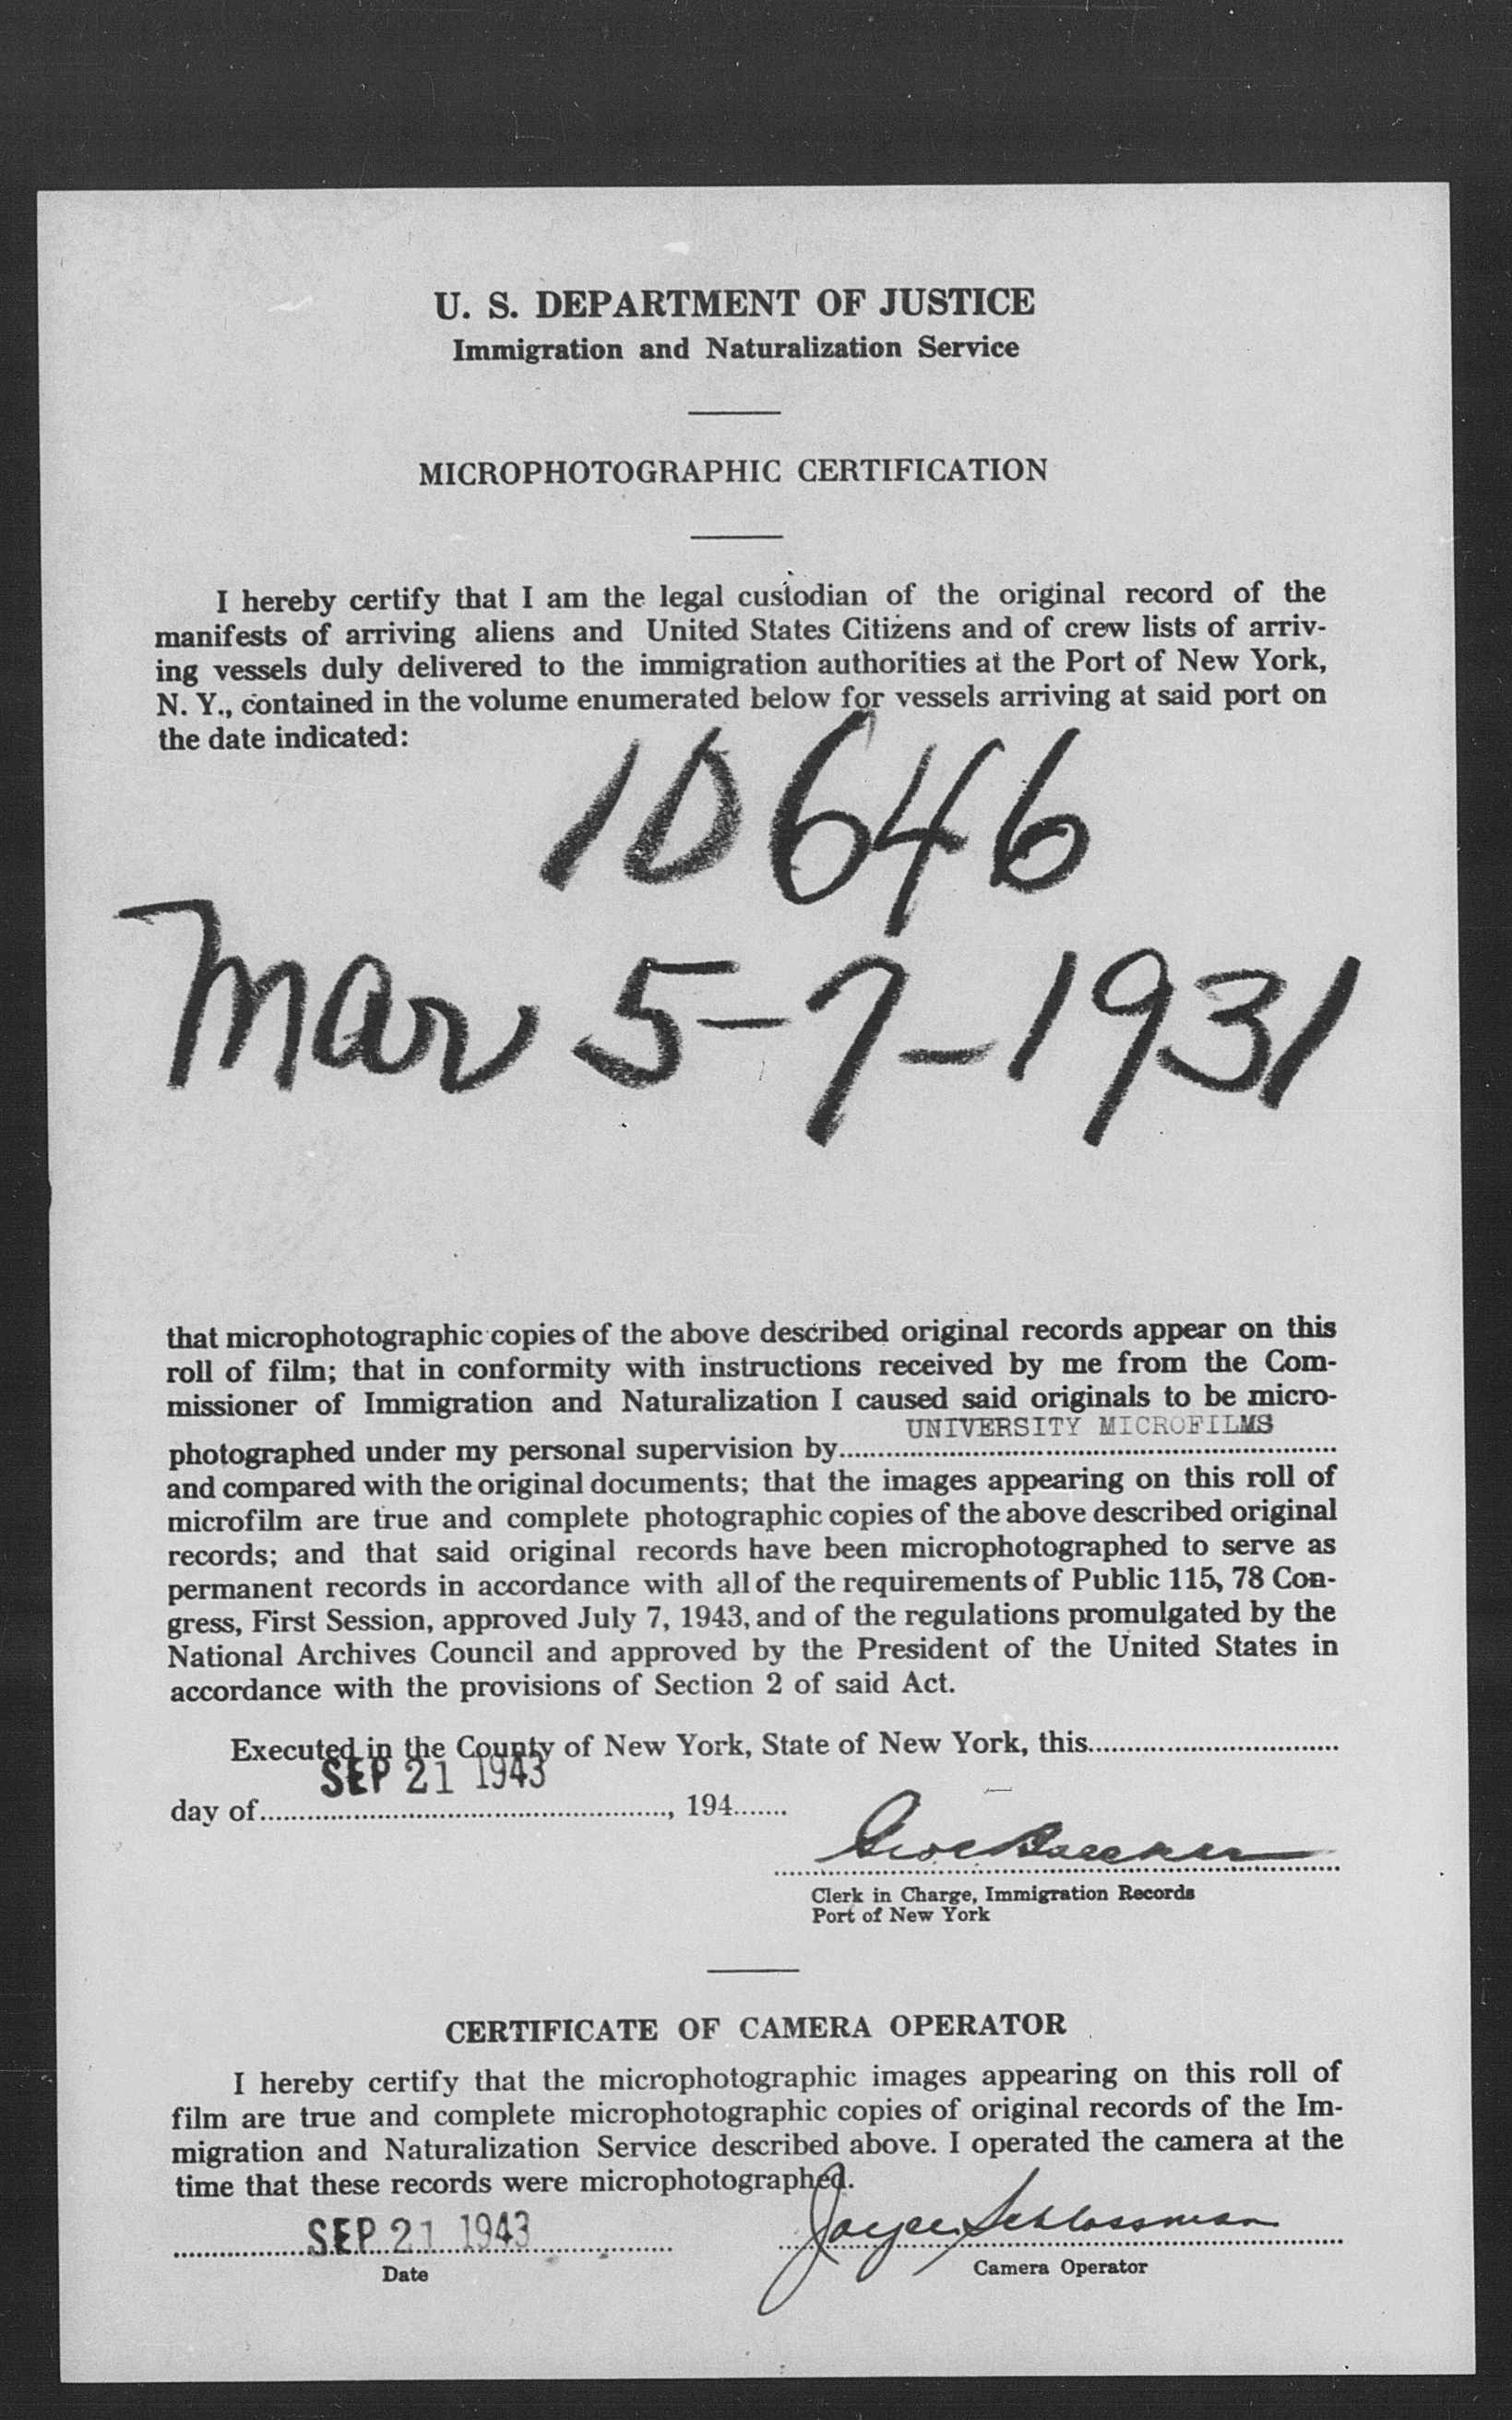 U. S. DEPARTMENT OF JUSTICE
Immigration and Naturalization Service
MICROPHOTOGRAPHIC CERTIFICATION
I hereby certify that I am the legal custodian of the original record of the
manifests of arriving aliens and United States Citizens and of crew lists of arriv-
ing vessels duly delivered to the immigration authorities at the Port of New York,
N. Y., contained in the volume enumerated below for vessels arriving at said port on
the date indicated:
10646
Mar 5-7-1931
that microphotographic copies of the above described original records appear on this
roll of film; that in conformity with instructions received by me from the Com-
missioner of Immigration and Naturalization I caused said originals to be micro-
UNIVERSITY MICROFILMS
photographed under my personal supervision by
and compared with the original documents; that the images appearing on this roll of
microfilm are true and complete photographic copies of the above described original
records; and that said original records have been microphotographed to serve as
permanent records in accordance with all of the requirements of Public 115, 78 Con-
gress, First Session, approved July 7, 1943, and of the regulations promulgated by the
National Archives Council and approved by the President of the United States in
accordance with the provisions of Section 2 of said Act.
Executed in the County of New York, State of New York, this
SEP 21 1943
day of, 194
Clerk in Charge, Immigration Records
Port of New York
CERTIFICATE OF CAMERA OPERATOR
I hereby certify that the microphotographic images appearing on this roll of
film are true and complete microphotographic copies of original records of the Im-
migration and Naturalization Service described above. I operated the camera at the
time that these records were microphotographed.
SEP 21 1943 Joyce Schlossman
Date Camera Operator